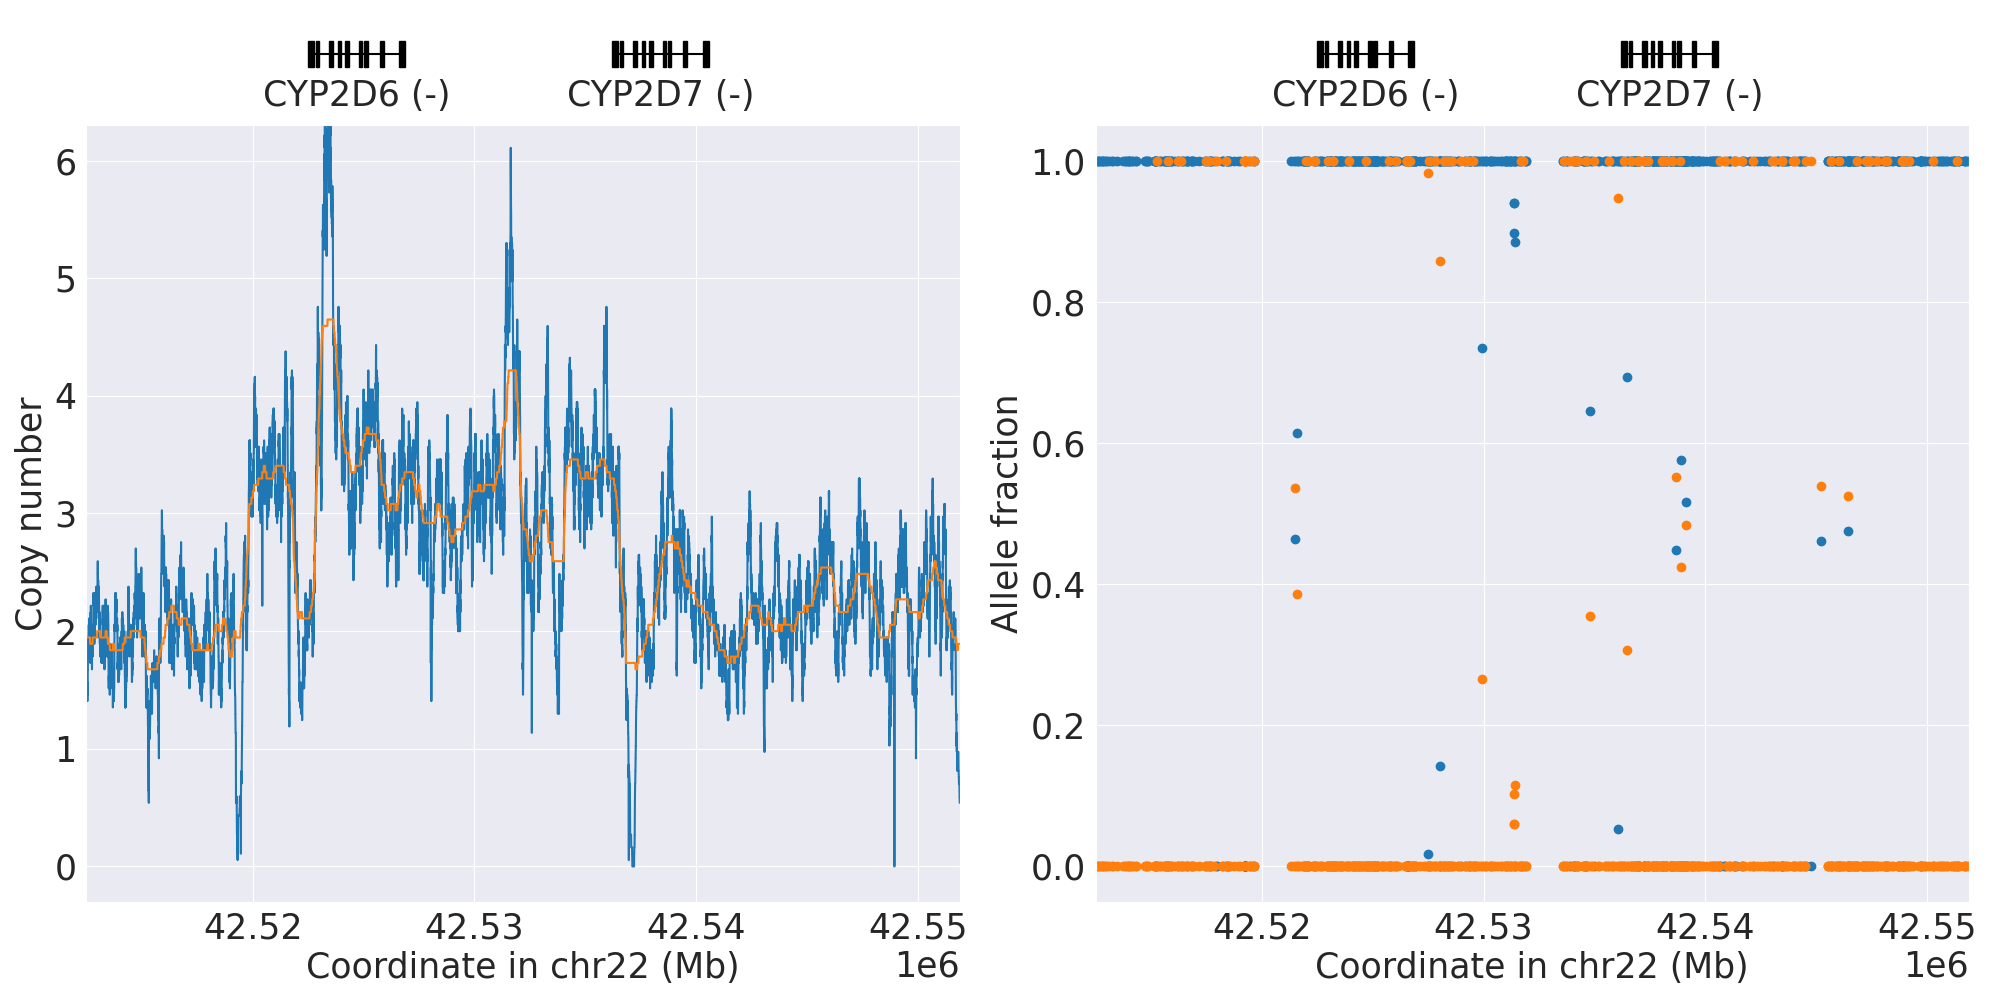 CYP2D6 (-) CYP2D7 (-)
6
5
4
3
2
1
0
Copy number
42.52 42.53 42.54 42.55
Coordinate in chr22 (Mb)
1e6
CYP2D6 (-) CYP2D7 (-)
1.0
0.8
0.6
0.4
0.2
0.0
Allele fraction
42.52 42.53 42.54 42.55
Coordinate in chr22 (Mb)
1e6